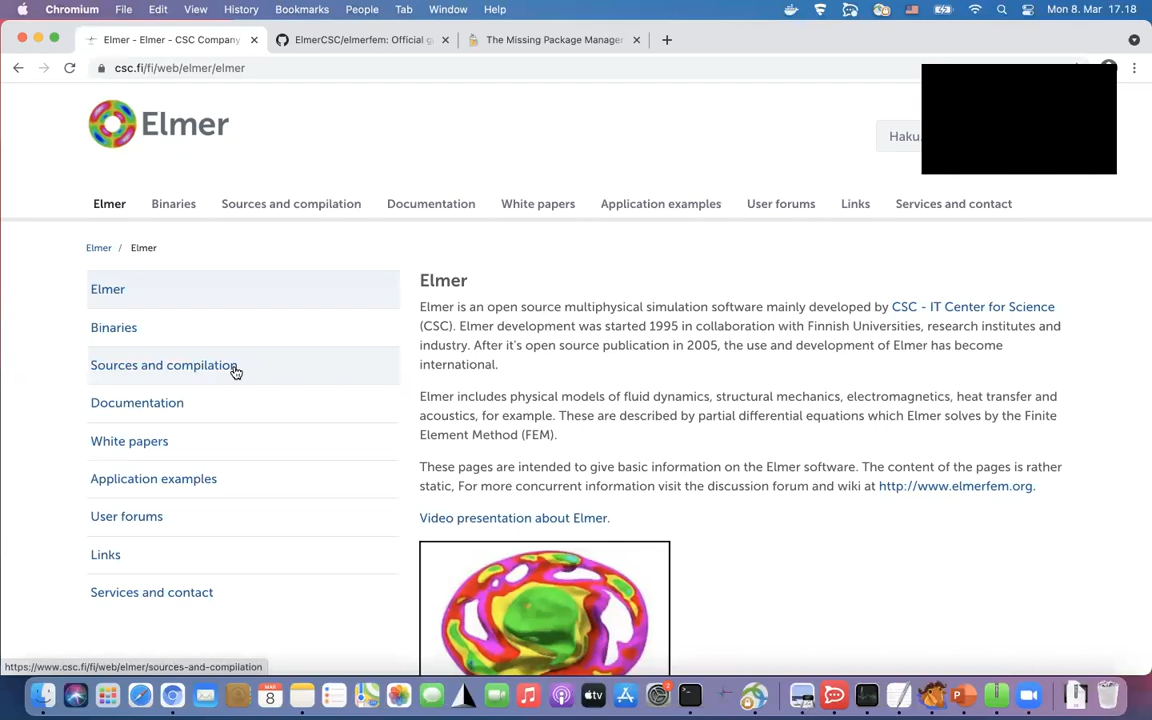 Chromium File Edit View History Bookmarks People Tab Window Help Mon 8. Mar 17.18
Elmer - Elmer - CSC Company ElmerCSC/elmerfem: Official g The Missing Package Manager
csc.fi/fi/web/elmer/elmer
Elmer
Haku
Elmer Binaries Sources and compilation Documentation White papers Application examples User forums Links Services and contact
Elmer / Elmer
Elmer
Binaries
Sources and compilation
Documentation
White papers
Application examples
User forums
Links
Services and contact
Elmer
Elmer is an open source multiphysical simulation software mainly developed by CSC - IT Center for Science
(CSC). Elmer development was started 1995 in collaboration with Finnish Universities, research institutes and
industry. After it's open source publication in 2005, the use and development of Elmer has become
international.
Elmer includes physical models of fluid dynamics, structural mechanics, electromagnetics, heat transfer and
acoustics, for example. These are described by partial differential equations which Elmer solves by the Finite
Element Method (FEM).
These pages are intended to give basic information on the Elmer software. The content of the pages is rather
static, For more concurrent information visit the discussion forum and wiki at http://www.elmerfem.org.
Video presentation about Elmer.
https://www.csc.fi/fi/web/elmer/sources-and-compilation